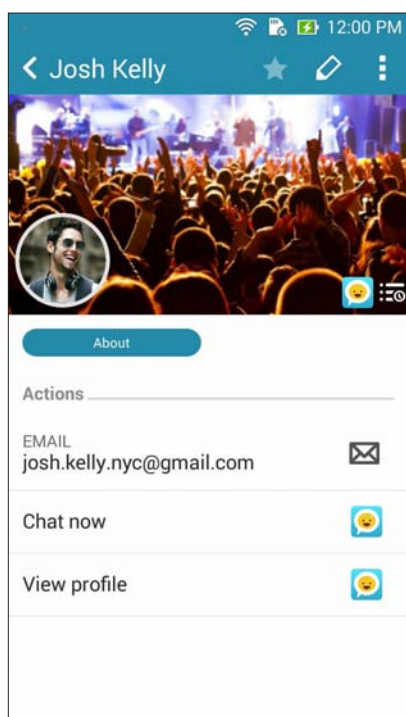 12:00 PM
Josh Kelly
About
Actions
EMAIL
josh.kelly.nyc@gmail.com
Chat now
View profile